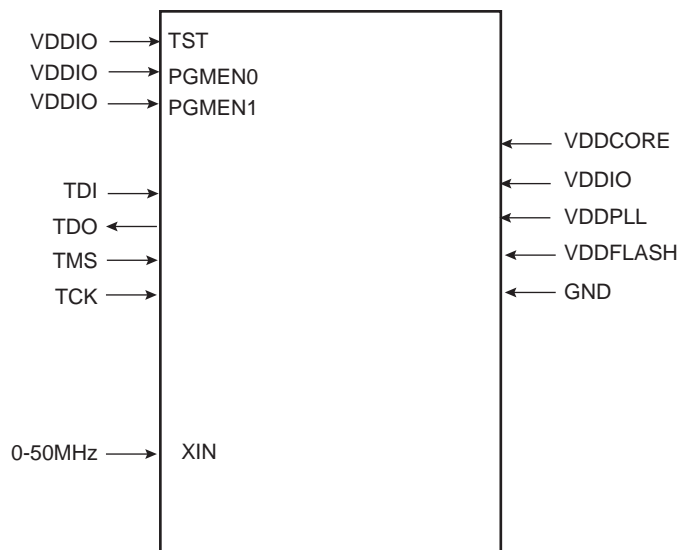 VDDIO TST
VDDIO PGMEN0
VDDIO PGMEN1
VDDCORE
TDI VDDIO
TDO VDDPLL
TMS VDDFLASH
TCK GND
0-50MHz XIN